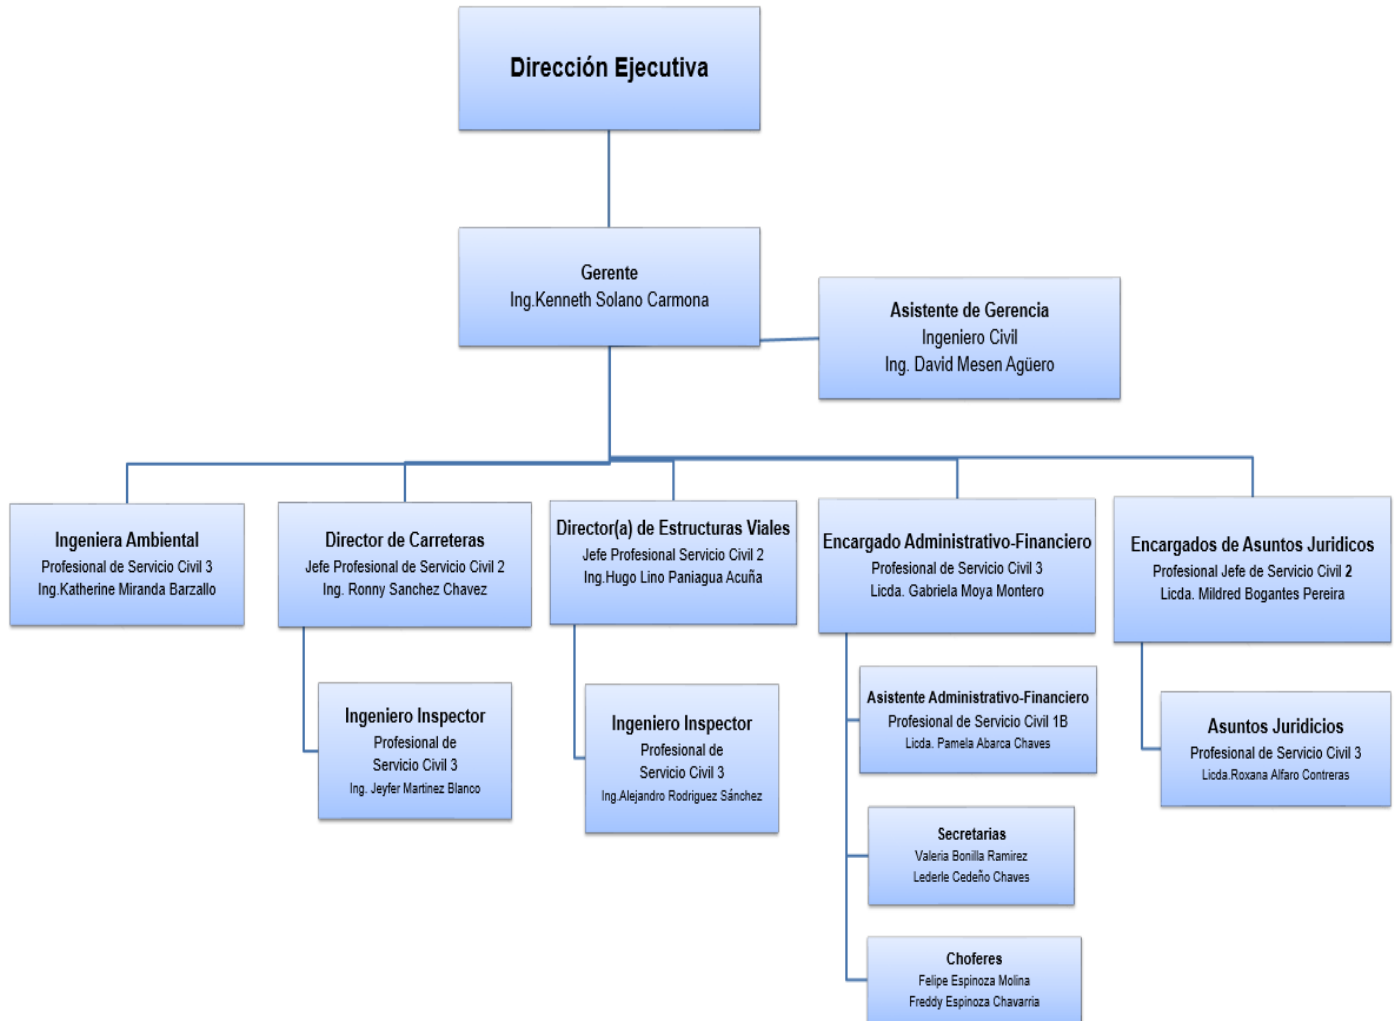 Dirección Ejecutiva
Gerente
Ing.Kenneth Solano Carmona
Asistente de Gerencia
Ingeniero Civil
Ing. David Mesen Agüero
Ingeniera Ambiental
Profesional de Servicio Civil 3
Ing.Katherine Miranda Barzallo
Director de Carreteras
Jefe Profesional de Servicio Civil 2
Ing. Ronny Sanchez Chavez
Director(a) de Estructuras Viales
Jefe Profesional Servicio Civil 2
Ing.Hugo Lino Paniagua Acuña
Encargado Administrativo-Financiero
Profesional de Servicio Civil 3
Licda. Gabriela Moya Montero
Encargados de Asuntos Juridicos
Profesional Jefe de Servicio Civil 2
Licda. Mildred Bogantes Pereira
Ingeniero Inspector
Profesional de
Servicio Civil 3
Ing. Jeyfer Martinez Blanco
Ingeniero Inspector
Profesional de
Servicio Civil 3
Ing.Alejandro Rodriguez Sánchez
Asistente Administrativo-Financiero
Profesional de Servicio Civil 1B
Licda. Pamela Abarca Chaves
Asuntos Juridicios
Profesional de Servicio Civil 3
Licda.Roxana Alfaro Contreras
Secretarias
Valeria Bonilla Ramirez
Lederle Cedeño Chaves
Choferes
Felipe Espinoza Molina
Freddy Espinoza Chavarria